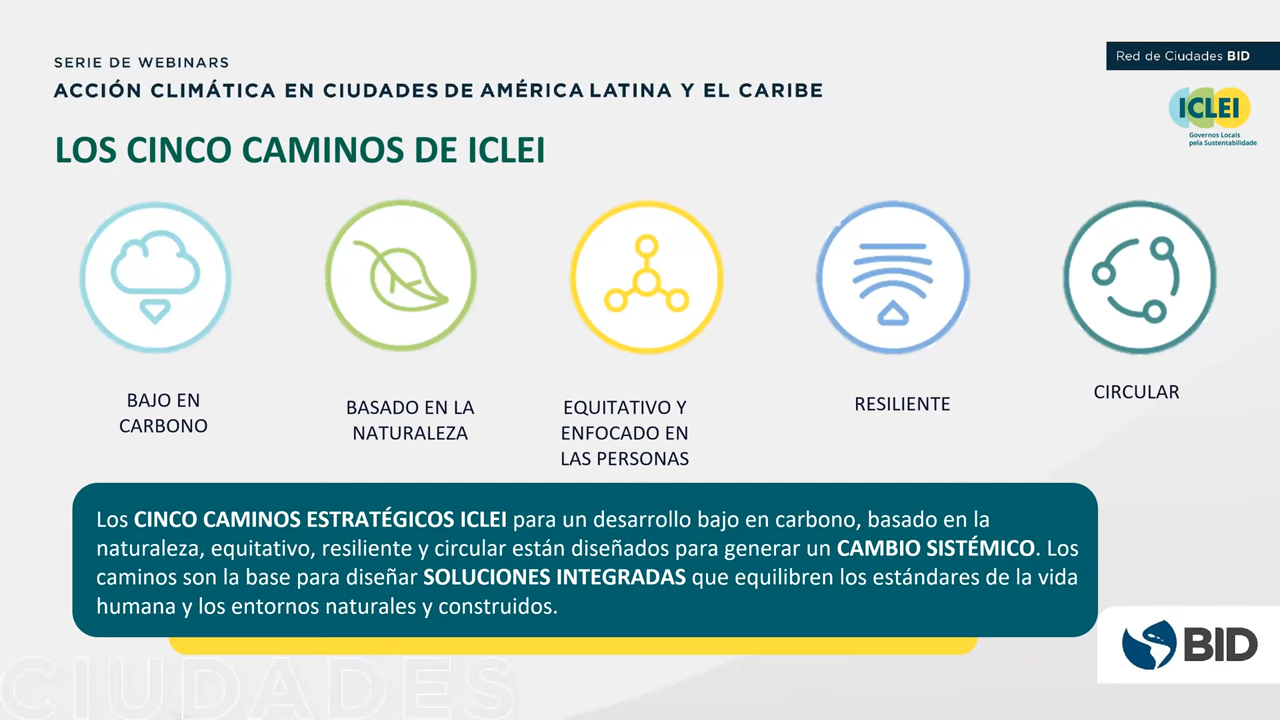 SERIE DE WEBINARS
ACCIÓN CLIMÁTICA EN CIUDADES DE AMÉRICA LATINA Y EL CARIBE
Red de Ciudades BID
ICLEI
Governos Locais
pela Sustentabilidade
LOS CINCO CAMINOS DE ICLEI
BAJO EN
CARBONO
BASADO EN LA
NATURALEZA
EQUITATIVO Y
ENFOCADO EN
LAS PERSONAS
RESILIENTE
CIRCULAR
Los CINCO CAMINOS ESTRATÉGICOS ICLEI para un desarrollo bajo en carbono, basado en la
naturaleza, equitativo, resiliente y circular están diseñados para generar un CAMBIO SISTÉMICO. Los
caminos son la base para diseñar SOLUCIONES INTEGRADAS que equilibren los estándares de la vida
humana y los entornos naturales y construidos.
BID
CIUDADES